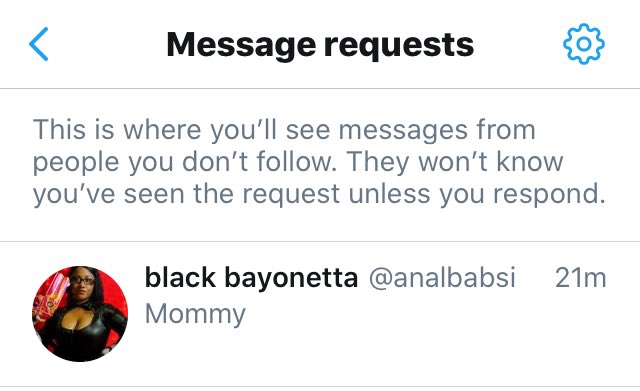 Message requests
This is where you’ll see messages from
people you don’t follow. They won’t know
you’ve seen the request unless you respond.
black bayonetta @analbabsi 21m
Mommy